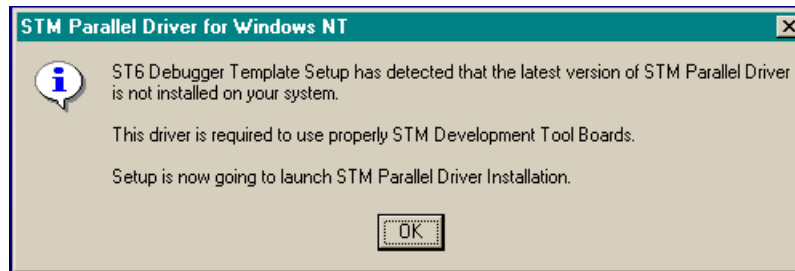 STM Parallel Driver for Windows NT
ST6 Debugger Template Setup has detected that the latest version of STM Parallel Driver
is not installed on your system.
This driver is required to use properly STM Development Tool Boards.
Setup is now going to launch STM Parallel Driver Installation.
OK